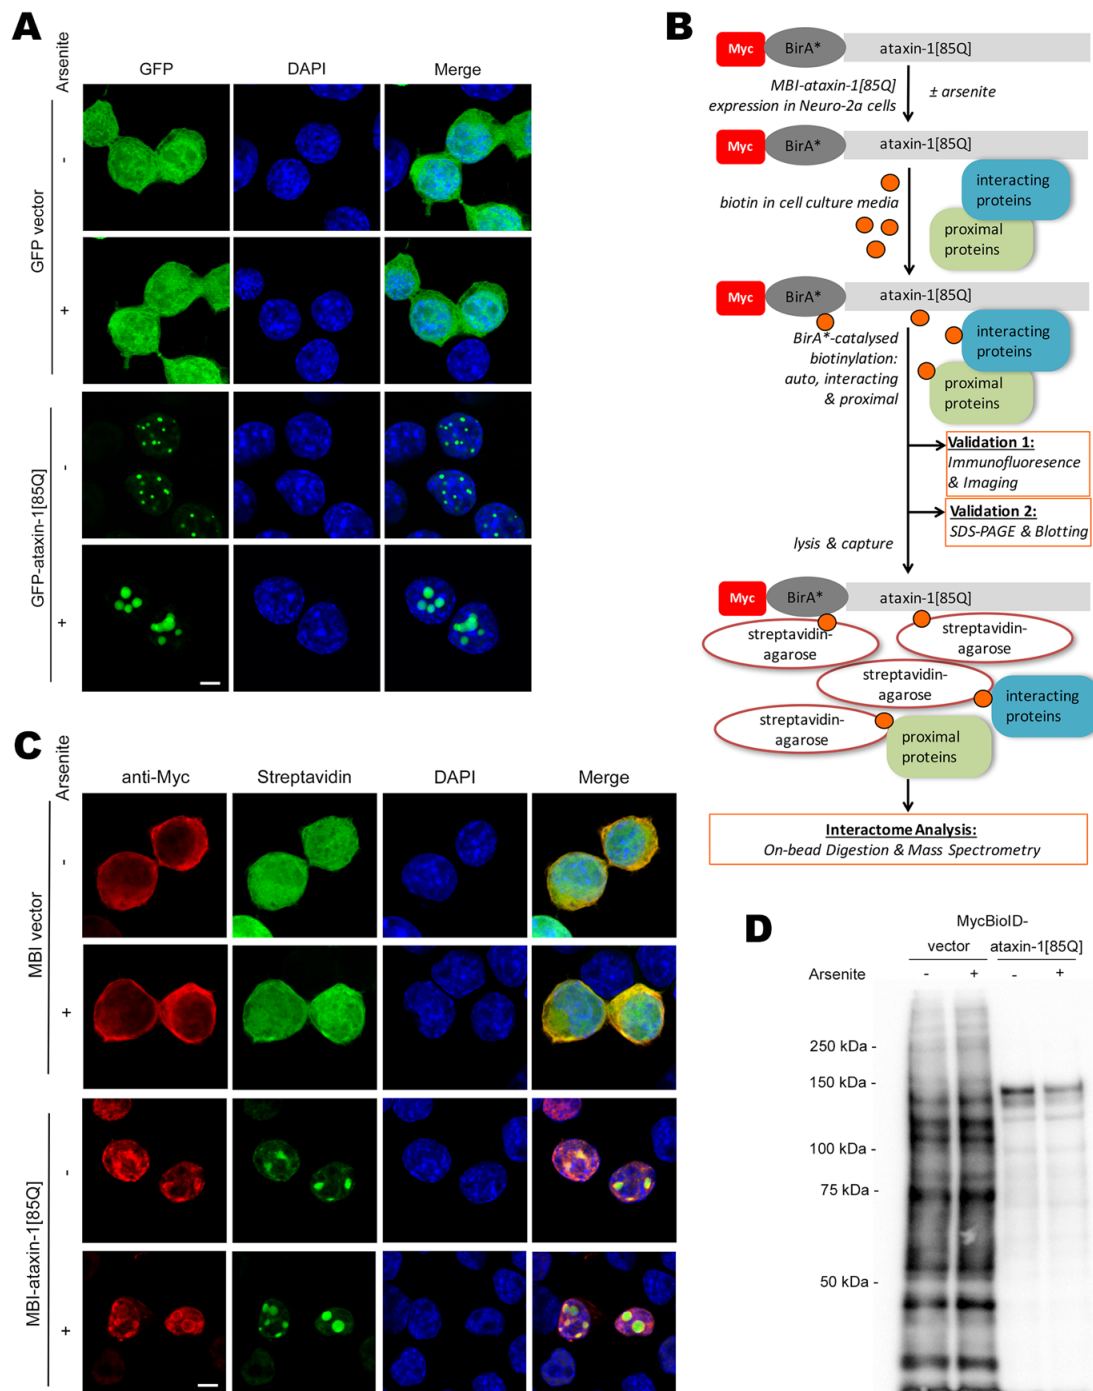 A
Arsenite
GFP
DAPI
Merge
GFP vector
-
+
GFP-ataxin-1[85Q]
-
+
B
Myc
BirA*
ataxin-1[85Q]
MBI-ataxin-1[85Q]
expression in Neuro-2a cells
± arsenite
Myc
BirA*
ataxin-1[85Q]
interacting
proteins
biotin in cell culture media
proximal
proteins
Myc
BirA*
ataxin-1[85Q]
BirA*-catalysed
biotinylation:
auto, interacting
& proximal
interacting
proteins
proximal
proteins
Validation 1:
Immunofluoresence
& Imaging
Validation 2:
SDS-PAGE & Blotting
lysis & capture
Myc
BirA*
ataxin-1[85Q]
streptavidin-
agarose
streptavidin-
agarose
streptavidin-
agarose
interacting
proteins
streptavidin-
agarose
proximal
proteins
Interactome Analysis:
On-bead Digestion & Mass Spectrometry
C
Arsenite
anti-Myc
Streptavidin
DAPI
Merge
MBI vector
-
+
MBI-ataxin-1[85Q]
-
+
D
MycBioID-
vector
ataxin-1[85Q]
Arsenite
-
+
-
+
250 kDa -
150 kDa -
100 kDa -
75 kDa -
50 kDa -